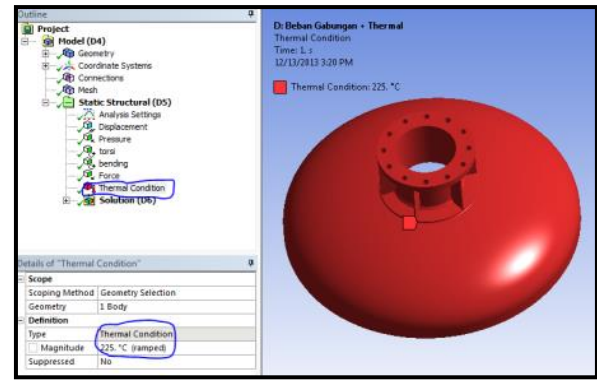 Outline
Project
Model (D4)
Geometry
Coordinate Systems
Connections
Mesh
Static Structural (D5)
Analysis Settings
Displacement
Pressure
torsi
bending
Force
Thermal Condition
Solution (D6)
Details of "Thermal Condition"
Scope
Scoping Method Geometry Selection
Geometry 1 Body
Definition
Type Thermal Condition
Magnitude 225. °C (ramped)
Suppressed No
D: Beban Gabungan + Thermal
Thermal Condition
Time: 1. s
12/13/2013 3:20 PM
Thermal Condition: 225. °C